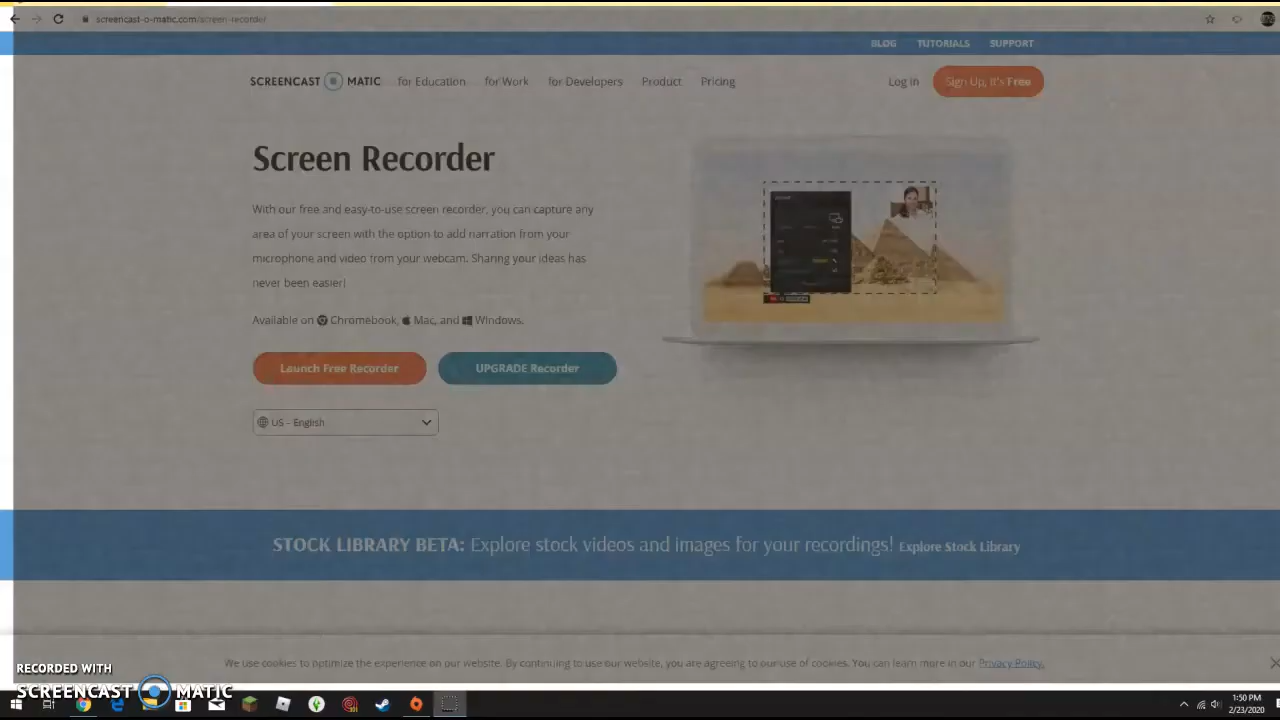 screencast-o-matic.com/screen-recorder
BLOG TUTORIALS SUPPORT
SCREENCAST MATIC for Education for Work for Developers Product Pricing Log In Sign Up, It's Free
Screen Recorder
With our free and easy-to-use screen recorder, you can capture any
area of your screen with the option to add narration from your
microphone and video from your webcam. Sharing your ideas has
never been easier!
Available on Chromebook, Mac, and Windows.
Launch Free Recorder UPGRADE Recorder
US - English
STOCK LIBRARY BETA: Explore stock videos and images for your recordings! Explore Stock Library
We use cookies to optimize the experience on our website. By continuing to use our website, you are agreeing to our use of cookies. You can learn more in our Privacy Policy.
RECORDED WITH
SCREENCAST MATIC
1:50 PM
2/23/2020